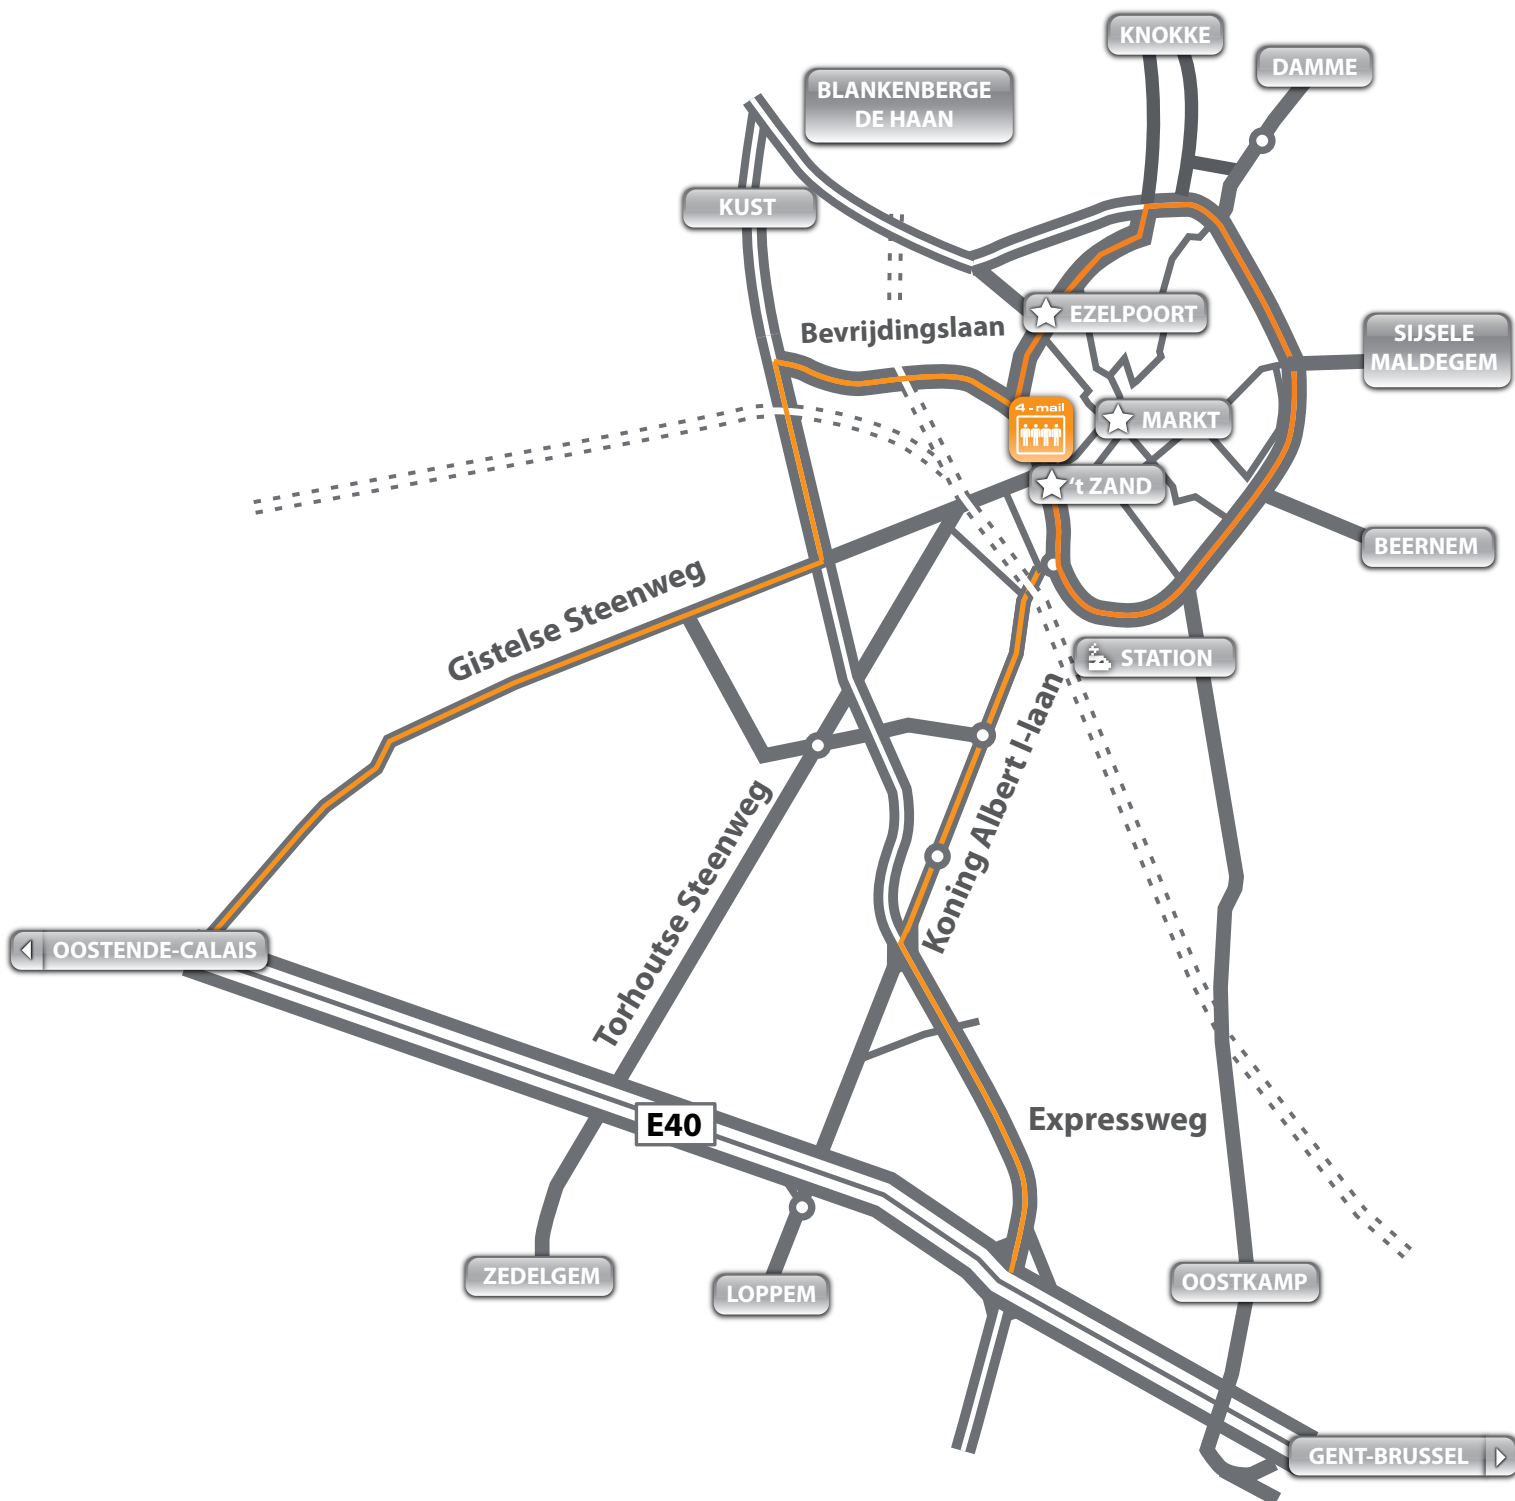 KNOKKE
DAMME
BLANKENBERGE
DE HAAN
KUST
EZELPOORT
Bevrijdingslaan
SIJSELE
MALDEGEM
4-mail
MARKT
't ZAND
BEERNEM
Gistelse Steenweg
STATION
Koning Albert I-laan
Torhoutse Steenweg
OOSTENDE-CALAIS
E40
Expressweg
ZEDELGEM
LOPPEM
OOSTKAMP
GENT-BRUSSEL